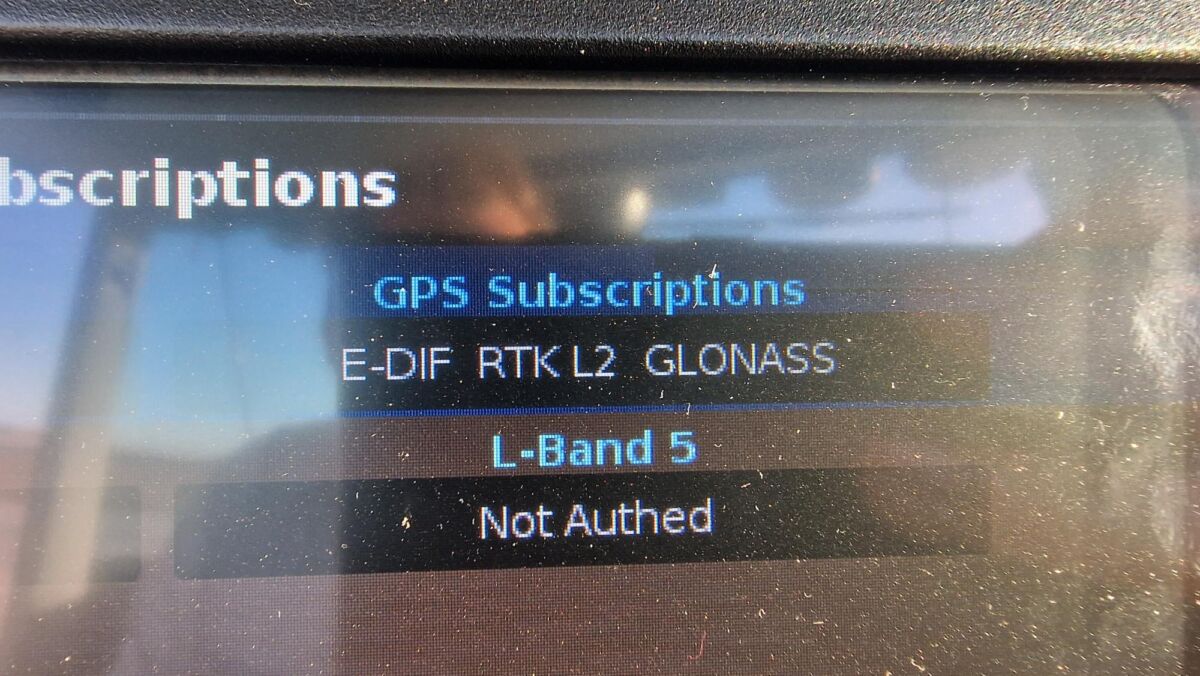 bscriptions
GPS Subscriptions
E-DIF RTK L2 GLONASS
L-Band 5
Not Authed